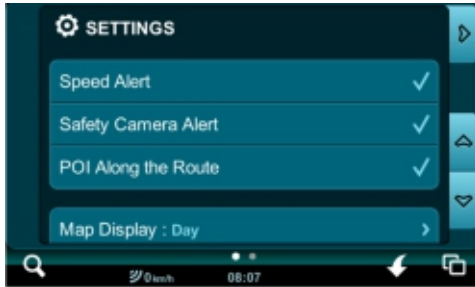 SETTINGS
Speed Alert
Safety Camera Alert
POI Along the Route
Map Display : Day
0 km/h
08:07